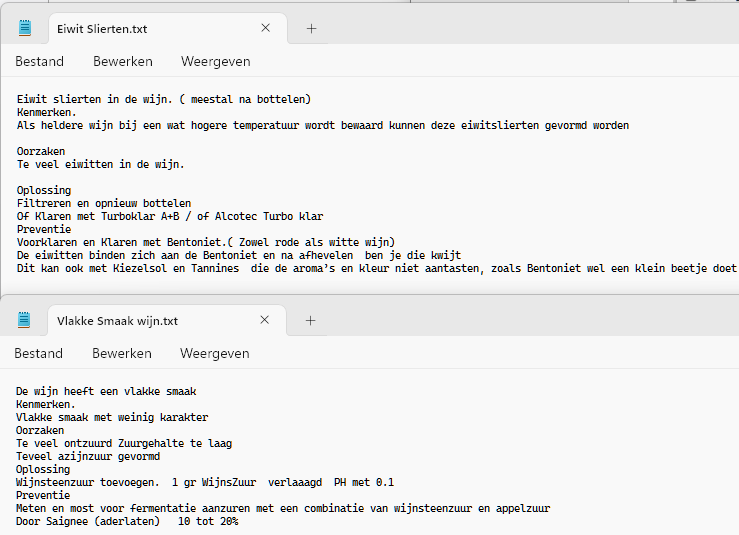 Eiwit Slierten.txt
Bestand Bewerken Weergeven
Eiwit slierten in de wijn. ( meestal na bottelen)
Kenmerken.
Als heldere wijn bij een wat hogere temperatuur wordt bewaard kunnen deze eiwitslierten gevormd worden
Oorzaken
Te veel eiwitten in de wijn.
Oplossing
Filtreren en opnieuw bottelen
Of Klaren met Turboklar A+B / of Alcotec Turbo klar
Preventie
Voorklaren en Klaren met Bentoniet.( Zowel rode als witte wijn)
De eiwitten binden zich aan de Bentoniet en na afhevelen  ben je die kwijt
Dit kan ook met Kiezelsol en Tannines  die de aroma's en kleur niet aantasten, zoals Bentoniet wel een klein beetje doet
Vlakke Smaak wijn.txt
Bestand Bewerken Weergeven
De wijn heeft een vlakke smaak
Kenmerken.
Vlakke smaak met weinig karakter
Oorzaken
Te veel ontzuurd Zuurgehalte te laag
Teveel azijnzuur gevormd
Oplossing
Wijnsteenzuur toevoegen.  1 gr WijnsZuur  verlaaagd  PH met 0.1
Preventie
Meten en most voor fermentatie aanzuren met een combinatie van wijnsteenzuur en appelzuur
Door Saignee (aderlaten)   10 tot 20%